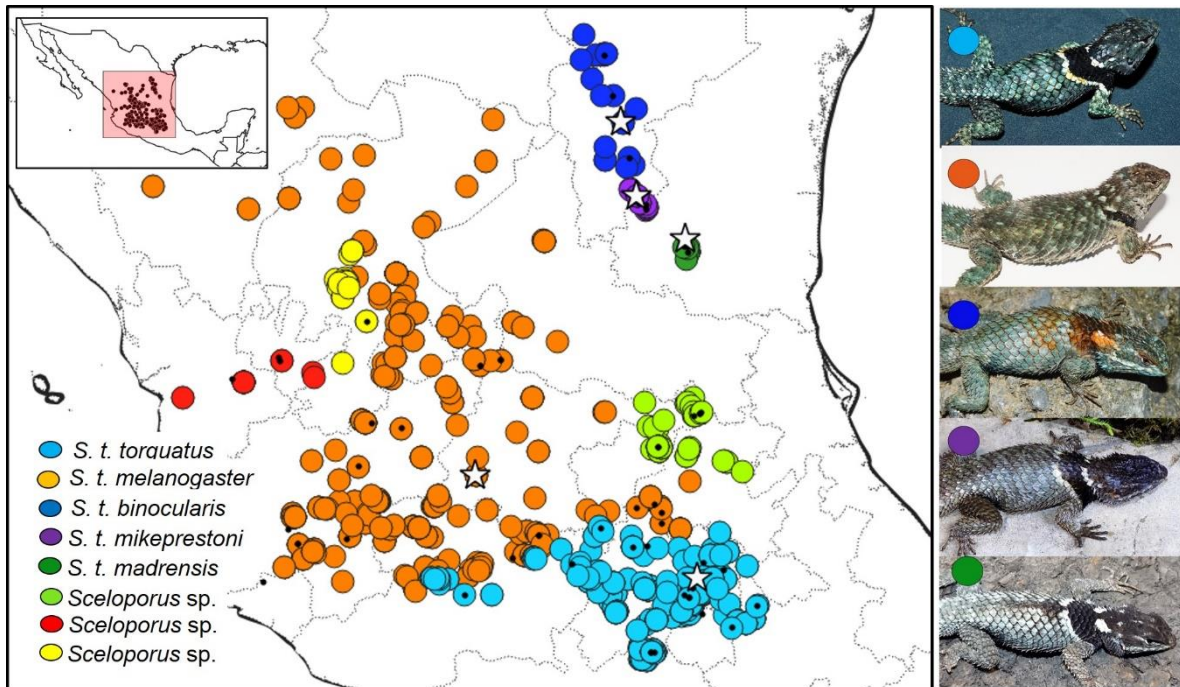 S. t. torquatus
S. t. melanogaster
S. t. binocularis
S. t. mikeprestoni
S. t. madrensis
Sceloporus sp.
Sceloporus sp.
Sceloporus sp.